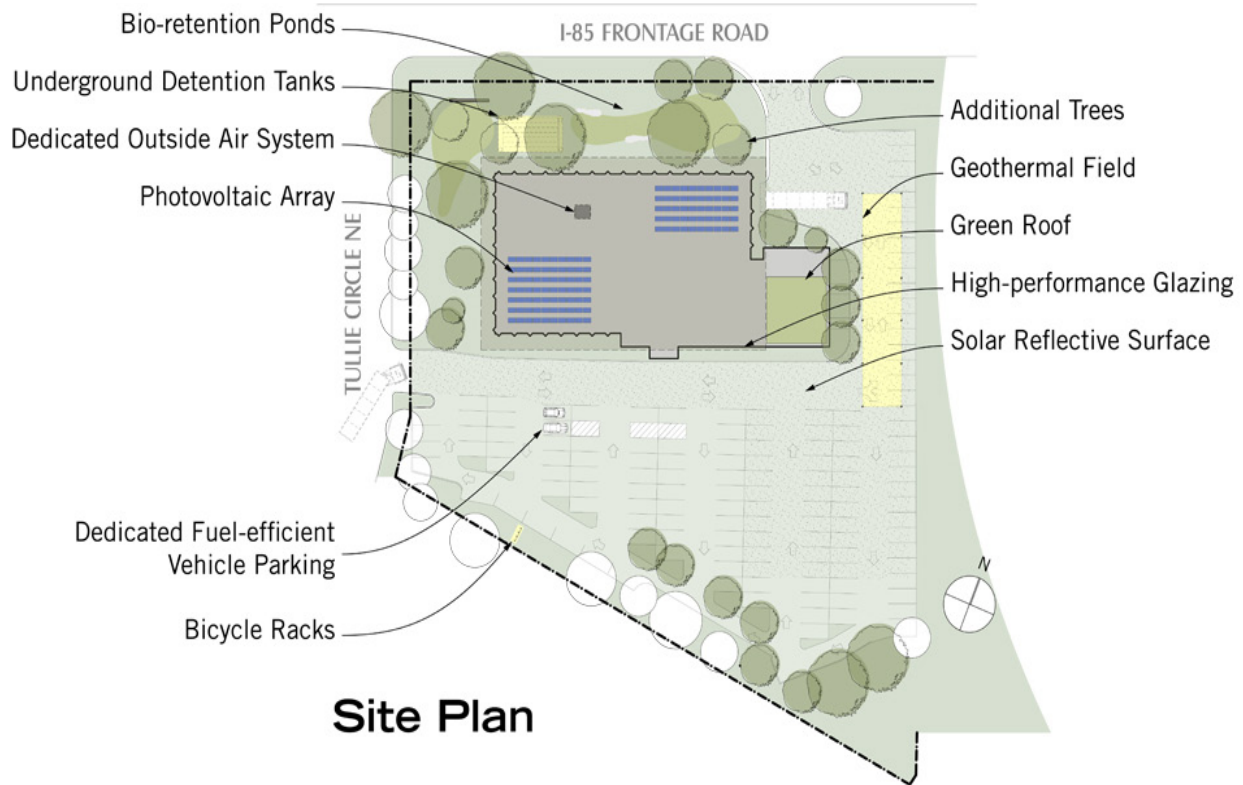 I-85 FRONTAGE ROAD
Bio-retention Ponds
Underground Detention Tanks
Dedicated Outside Air System
Photovoltaic Array
TULLIE CIRCLE NE
Additional Trees
Geothermal Field
Green Roof
High-performance Glazing
Solar Reflective Surface
Dedicated Fuel-efficient
Vehicle Parking
Bicycle Racks
N
Site Plan